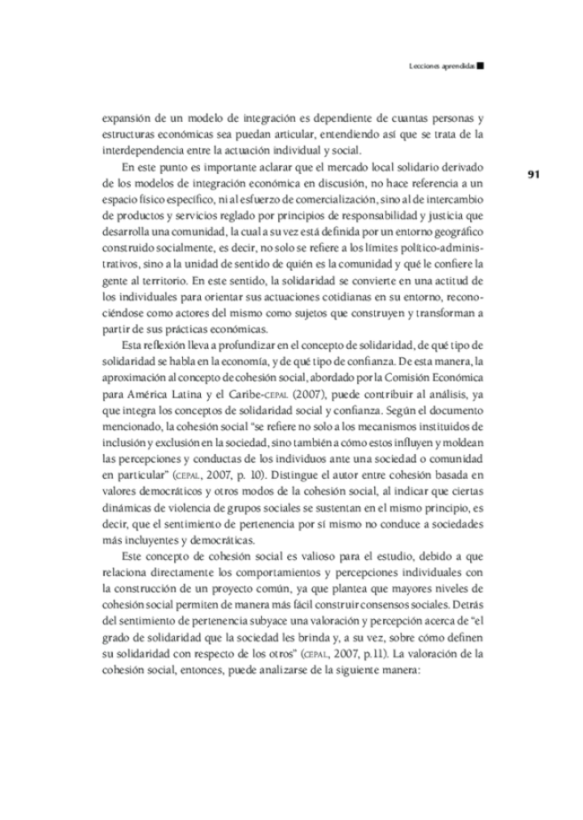 Lecciones aprendidas
expansión de un modelo de integración es dependiente de cuantas personas y
estructuras económicas sea puedan articular, entendiendo así que se trata de la
interdependencia entre la actuación individual y social.
91
En este punto es importante aclarar que el mercado local solidario derivado
de los modelos de integración económica en discusión, no hace referencia a un
espacio físico específico, ni al esfuerzo de comercialización, sino al de intercambio
de productos y servicios reglado por principios de responsabilidad y justicia que
desarrolla una comunidad, la cual a su vez está definida por un entorno geográfico
construido socialmente, es decir, no solo se refiere a los límites político-adminis-
trativos, sino a la unidad de sentido de quién es la comunidad y qué le confiere la
gente al territorio. En este sentido, la solidaridad se convierte en una actitud de
los individuales para orientar sus actuaciones cotidianas en su entorno, recono-
ciéndose como actores del mismo como sujetos que construyen y transforman a
partir de sus prácticas económicas.
Esta reflexión lleva a profundizar en el concepto de solidaridad, de qué tipo de
solidaridad se habla en la economía, y de qué tipo de confianza. De esta manera, la
aproximación al concepto de cohesión social, abordado por la Comisión Económica
para América Latina y el Caribe-CEPAL (2007), puede contribuir al análisis, ya
que integra los conceptos de solidaridad social y confianza. Según el documento
mencionado, la cohesión social "se refiere no solo a los mecanismos instituidos de
inclusión y exclusión en la sociedad, sino también a cómo estos influyen y moldean
las percepciones y conductas de los individuos ante una sociedad o comunidad
en particular" (CEPAL, 2007, p. 10). Distingue el autor entre cohesión basada en
valores democráticos y otros modos de la cohesión social, al indicar que ciertas
dinámicas de violencia de grupos sociales se sustentan en el mismo principio, es
decir, que el sentimiento de pertenencia por sí mismo no conduce a sociedades
más incluyentes y democráticas.
Este concepto de cohesión social es valioso para el estudio, debido a que
relaciona directamente los comportamientos y percepciones individuales con
la construcción de un proyecto común, ya que plantea que mayores niveles de
cohesión social permiten de manera más fácil construir consensos sociales. Detrás
del sentimiento de pertenencia subyace una valoración y percepción acerca de "el
grado de solidaridad que la sociedad les brinda y, a su vez, sobre cómo definen
su solidaridad con respecto de los otros" (CEPAL, 2007, p.11). La valoración de la
cohesión social, entonces, puede analizarse de la siguiente manera: